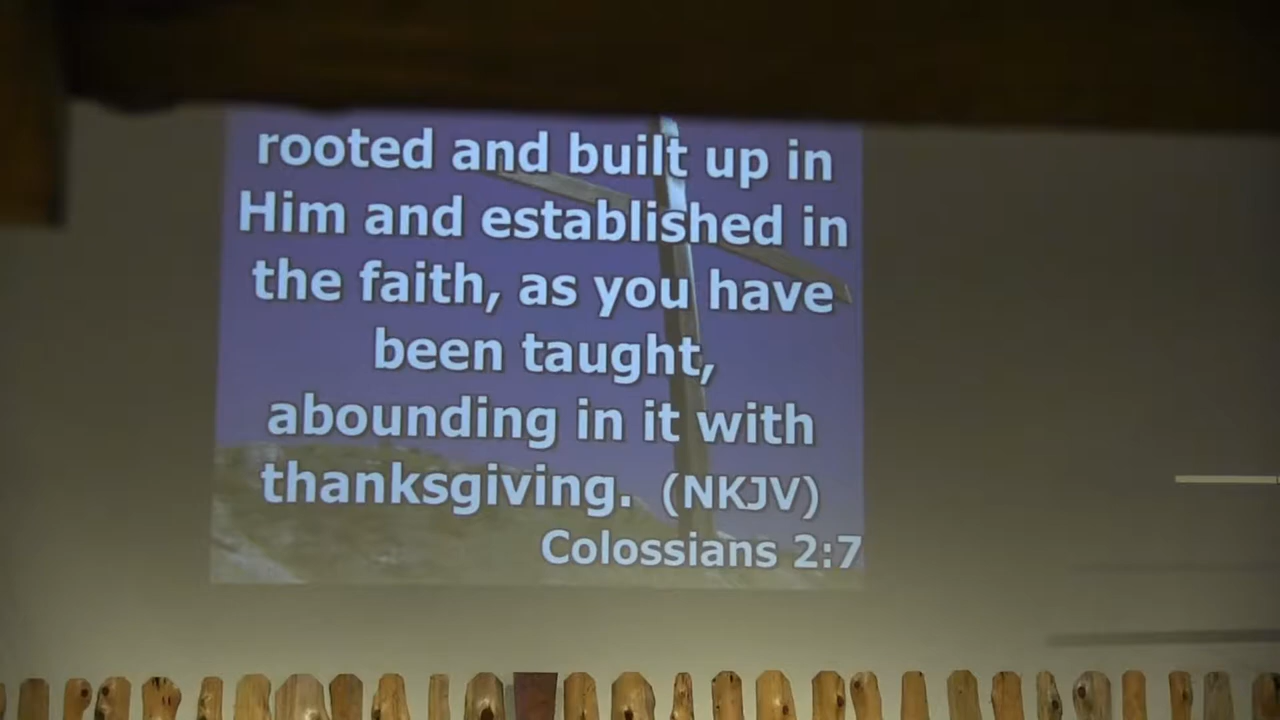 rooted and built up in
Him and established in
the faith, as you have
been taught,
abounding in it with
thanksgiving. (NKJV)
Colossians 2:7